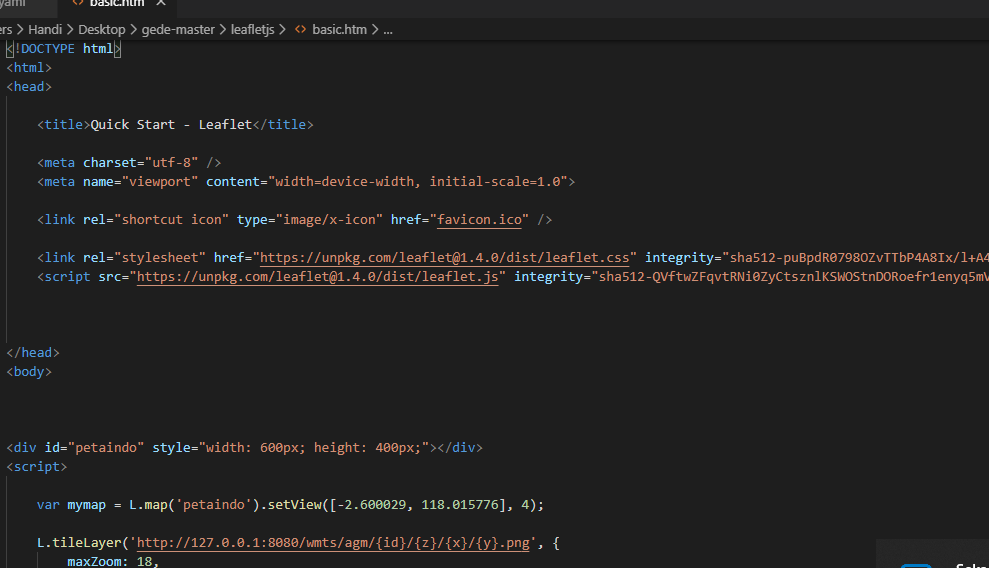 yaml basic.htm ×
ers > Handi > Desktop > gede-master > leafletjs > <> basic.htm > ...
<!DOCTYPE html>
<html>
<head>
<title>Quick Start - Leaflet</title>
<meta charset="utf-8" />
<meta name="viewport" content="width=device-width, initial-scale=1.0">
<link rel="shortcut icon" type="image/x-icon" href="favicon.ico" />
<link rel="stylesheet" href="https://unpkg.com/leaflet@1.4.0/dist/leaflet.css" integrity="sha512-puBpdR0798OZvTTbP4A8Ix/l+A4
<script src="https://unpkg.com/leaflet@1.4.0/dist/leaflet.js" integrity="sha512-QVftwZFqvtRNi0ZyCtsznlKSWOStnDORoefr1enyq5mV
</head>
<body>
<div id="petaindo" style="width: 600px; height: 400px;"></div>
<script>
var mymap = L.map('petaindo').setView([-2.600029, 118.015776], 4);
L.tileLayer('http://127.0.0.1:8080/wmts/agm/{id}/{z}/{x}/{y}.png', {
maxZoom: 18,